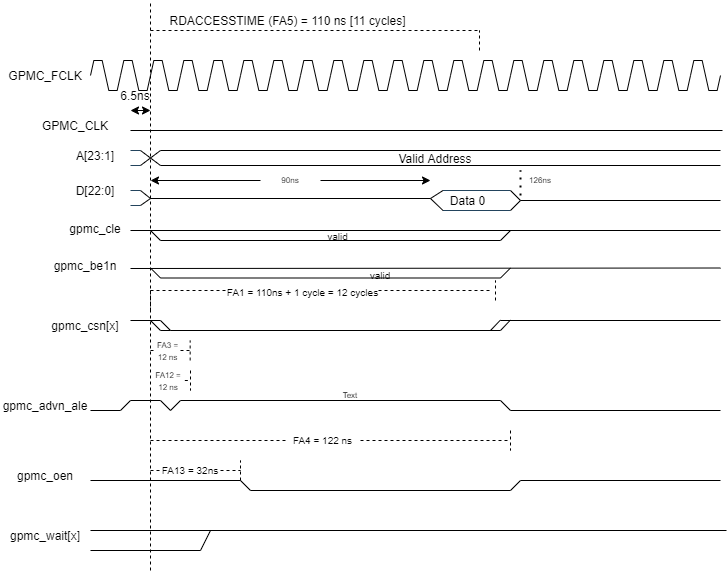 RDACCESSTIME (FA5) = 110 ns [11 cycles]
GPMC_FCLK
6.5ns
GPMC_CLK
A[23:1]
Valid Address
D[22:0]
90ns
126ns
Data 0
gpmc_cle
valid
gpmc_be1n
valid
FA1 = 110ns + 1 cycle = 12 cycles
gpmc_csn[x]
FA3 =
12 ns
FA12 =
12 ns
gpmc_advn_ale
Text
FA4 = 122 ns
gpmc_oen
FA13 = 32ns
gpmc_wait[x]